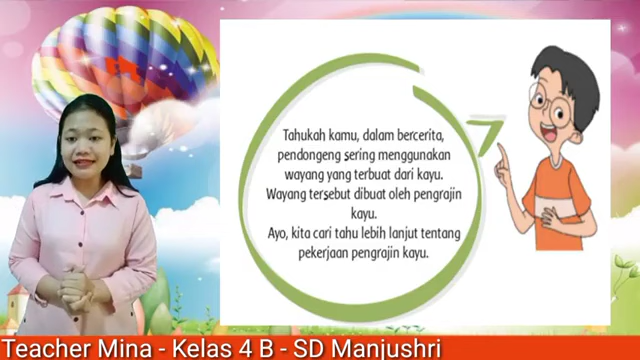 Tahukah kamu, dalam bercerita,
pendongeng sering menggunakan
wayang yang terbuat dari kayu.
Wayang tersebut dibuat oleh pengrajin
kayu.
Ayo, kita cari tahu lebih lanjut tentang
pekerjaan pengrajin kayu.
Teacher Mina - Kelas 4 B - SD Manjushri